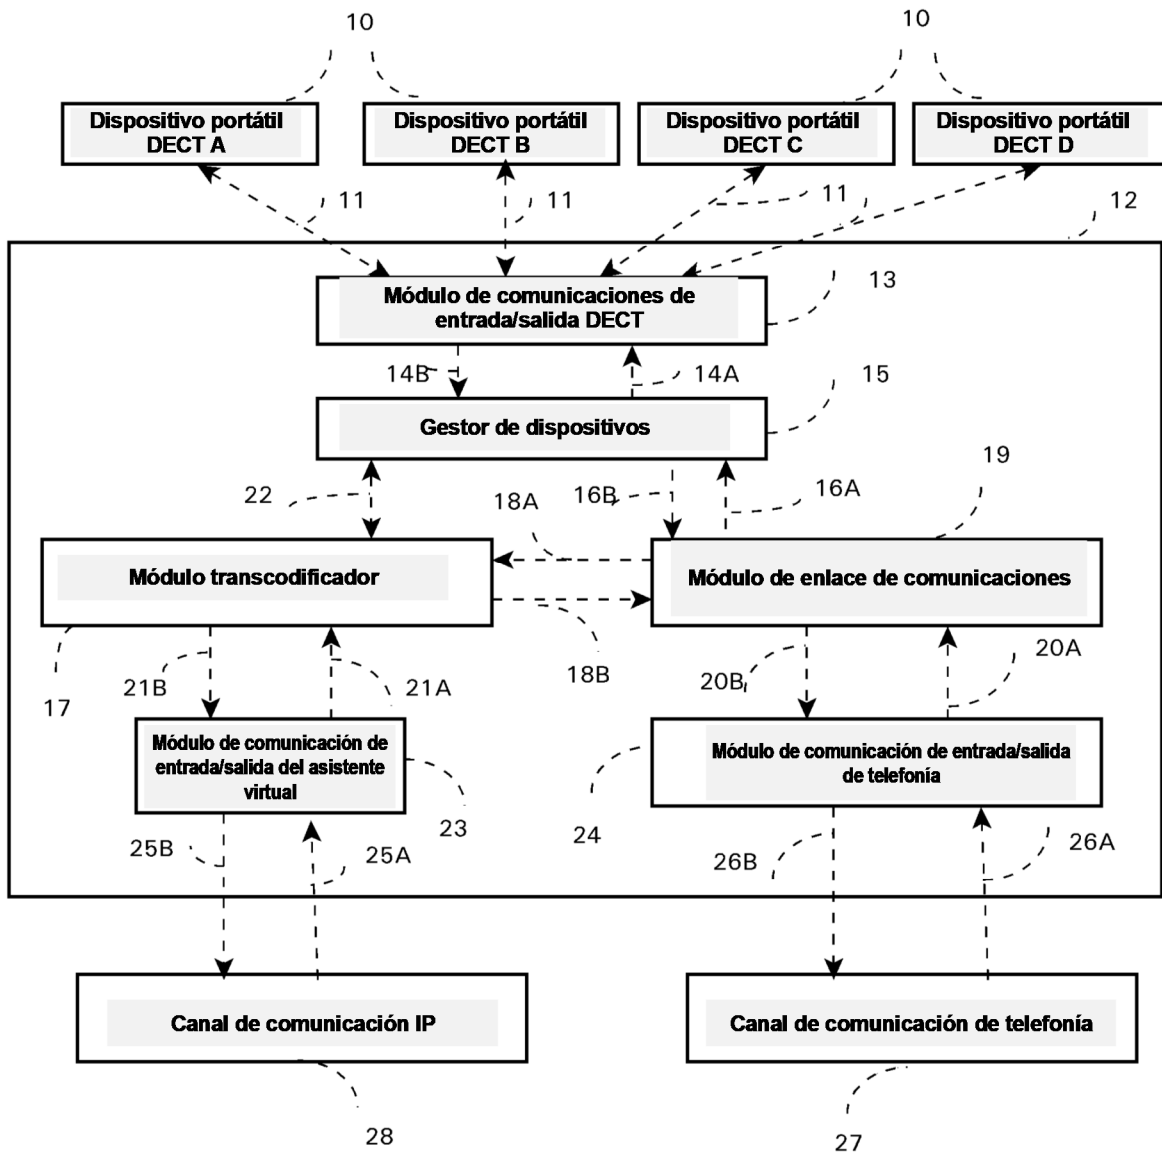 10
10
Dispositivo portátil
DECT A
Dispositivo portátil
DECT B
Dispositivo portátil
DECT C
Dispositivo portátil
DECT D
11
11
11
12
Módulo de comunicaciones de
entrada/salida DECT
13
14B
14A
15
Gestor de dispositivos
22
18A
16B
16A
19
Módulo transcodificador
Módulo de enlace de comunicaciones
17
21B
21A
18B
20B
20A
Módulo de comunicación de
entrada/salida del asistente
virtual
Módulo de comunicación de entrada/salida
de telefonía
23
24
25B
25A
26B
26A
Canal de comunicación IP
Canal de comunicación de telefonía
28
27